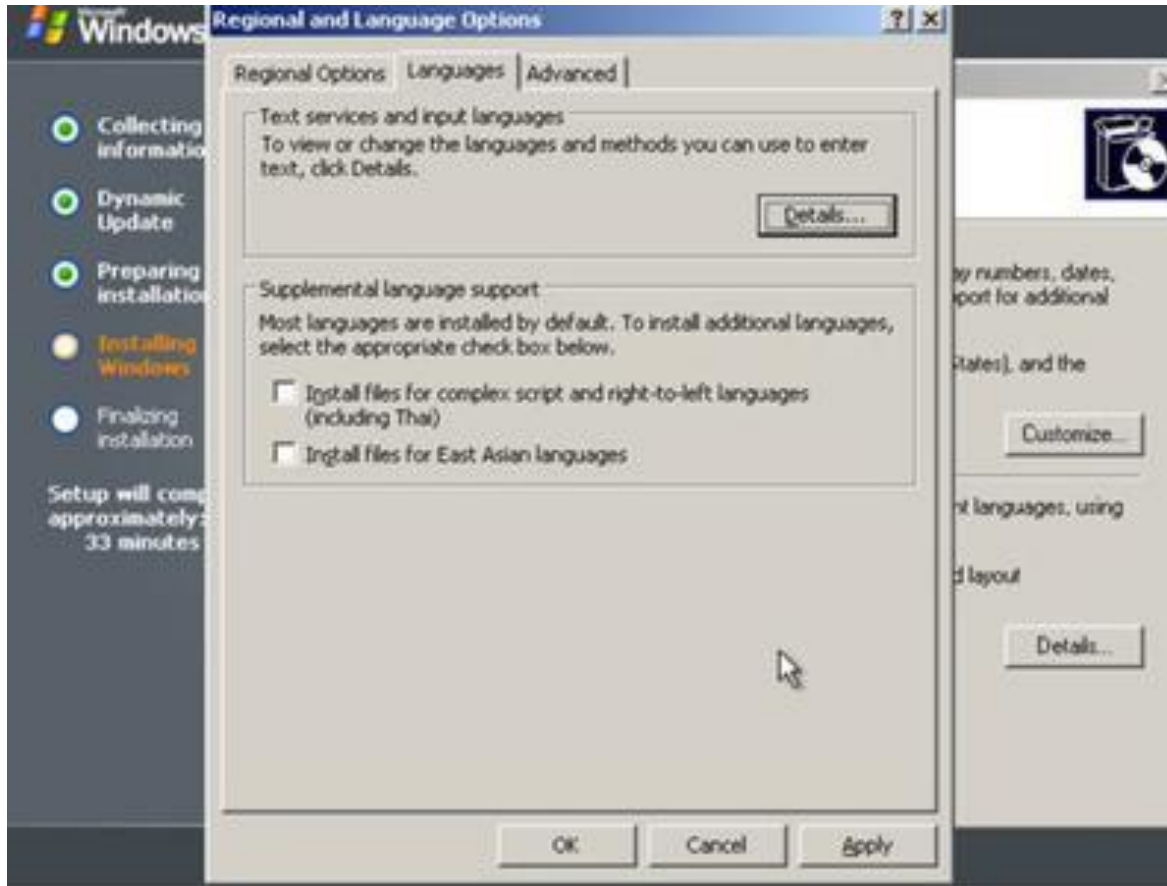 Microsoft
Windows
Regional and Language Options
Regional Options
Languages
Advanced
Text services and input languages
To view or change the languages and methods you can use to enter
text, click Details.
Details...
Supplemental language support
Most languages are installed by default. To install additional languages,
select the appropriate check box below.
Install files for complex script and right-to-left languages
(including Thai)
Install files for East Asian languages
OK
Cancel
Apply
Collecting
informatio
Dynamic
Update
Preparing
installatio
Installing
Windows
Finalizing
installation
Setup will comp
approximately:
33 minutes
ay numbers, dates,
pport for additional
States], and the
Customize...
nt languages, using
d layout
Details...